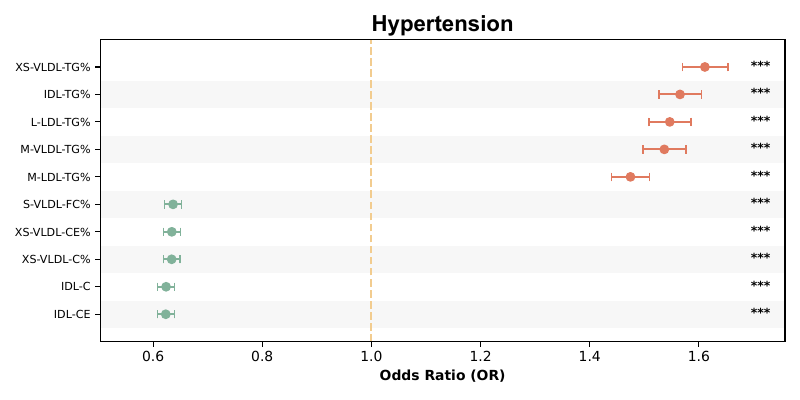 Hypertension
XS-VLDL-TG% ***
IDL-TG% ***
L-LDL-TG% ***
M-VLDL-TG% ***
M-LDL-TG% ***
S-VLDL-FC% ***
XS-VLDL-CE% ***
XS-VLDL-C% ***
IDL-C ***
IDL-CE ***
0.6 0.8 1.0 1.2 1.4 1.6
Odds Ratio (OR)